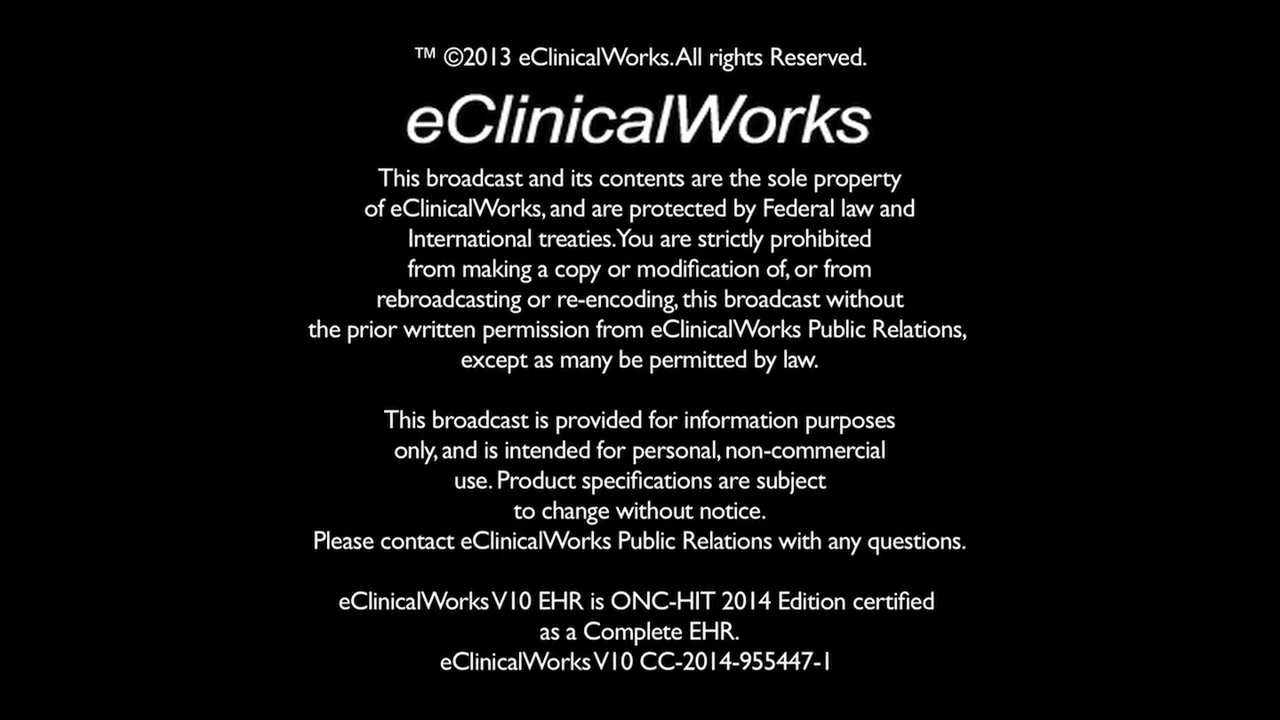 ™ ©2013 eClinicalWorks. All rights Reserved.
eClinicalWorks
This broadcast and its contents are the sole property
of eClinicalWorks, and are protected by Federal law and
International treaties. You are strictly prohibited
from making a copy or modification of, or from
rebroadcasting or re-encoding, this broadcast without
the prior written permission from eClinicalWorks Public Relations,
except as many be permitted by law.
This broadcast is provided for information purposes
only, and is intended for personal, non-commercial
use. Product specifications are subject
to change without notice.
Please contact eClinicalWorks Public Relations with any questions.
eClinicalWorks V10 EHR is ONC-HIT 2014 Edition certified
as a Complete EHR.
eClinicalWorks V10 CC-2014-955447-1